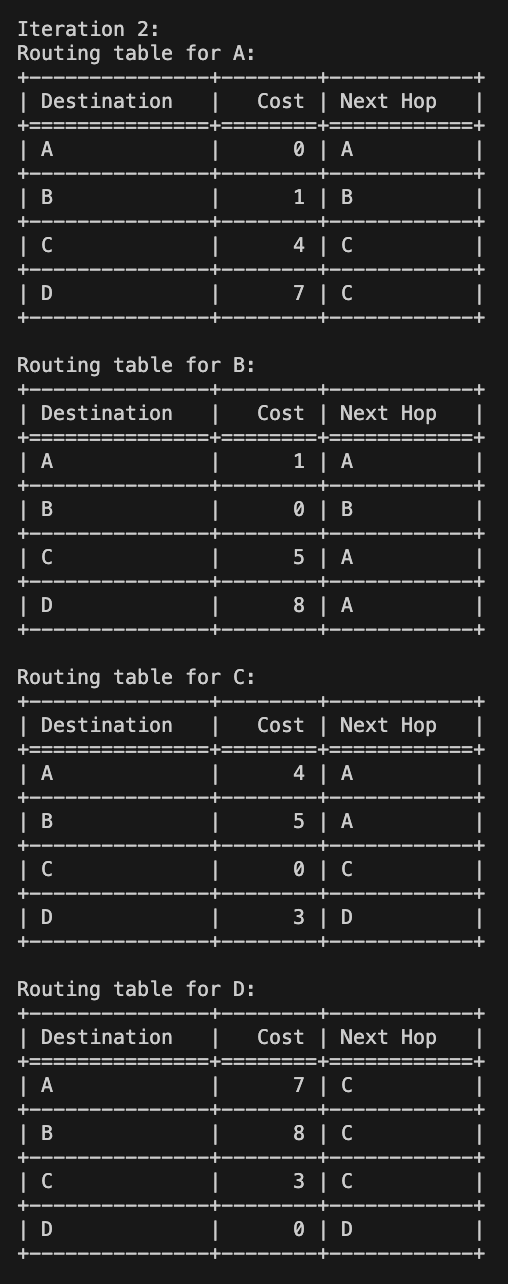 Iteration 2:
Routing table for A:
+---------------+--------+------------+
| Destination   |   Cost | Next Hop   |
+===============+========+============+
| A             |      0 | A          |
+---------------+--------+------------+
| B             |      1 | B          |
+---------------+--------+------------+
| C             |      4 | C          |
+---------------+--------+------------+
| D             |      7 | C          |
+---------------+--------+------------+

Routing table for B:
+---------------+--------+------------+
| Destination   |   Cost | Next Hop   |
+===============+========+============+
| A             |      1 | A          |
+---------------+--------+------------+
| B             |      0 | B          |
+---------------+--------+------------+
| C             |      5 | A          |
+---------------+--------+------------+
| D             |      8 | A          |
+---------------+--------+------------+

Routing table for C:
+---------------+--------+------------+
| Destination   |   Cost | Next Hop   |
+===============+========+============+
| A             |      4 | A          |
+---------------+--------+------------+
| B             |      5 | A          |
+---------------+--------+------------+
| C             |      0 | C          |
+---------------+--------+------------+
| D             |      3 | D          |
+---------------+--------+------------+

Routing table for D:
+---------------+--------+------------+
| Destination   |   Cost | Next Hop   |
+===============+========+============+
| A             |      7 | C          |
+---------------+--------+------------+
| B             |      8 | C          |
+---------------+--------+------------+
| C             |      3 | C          |
+---------------+--------+------------+
| D             |      0 | D          |
+---------------+--------+------------+